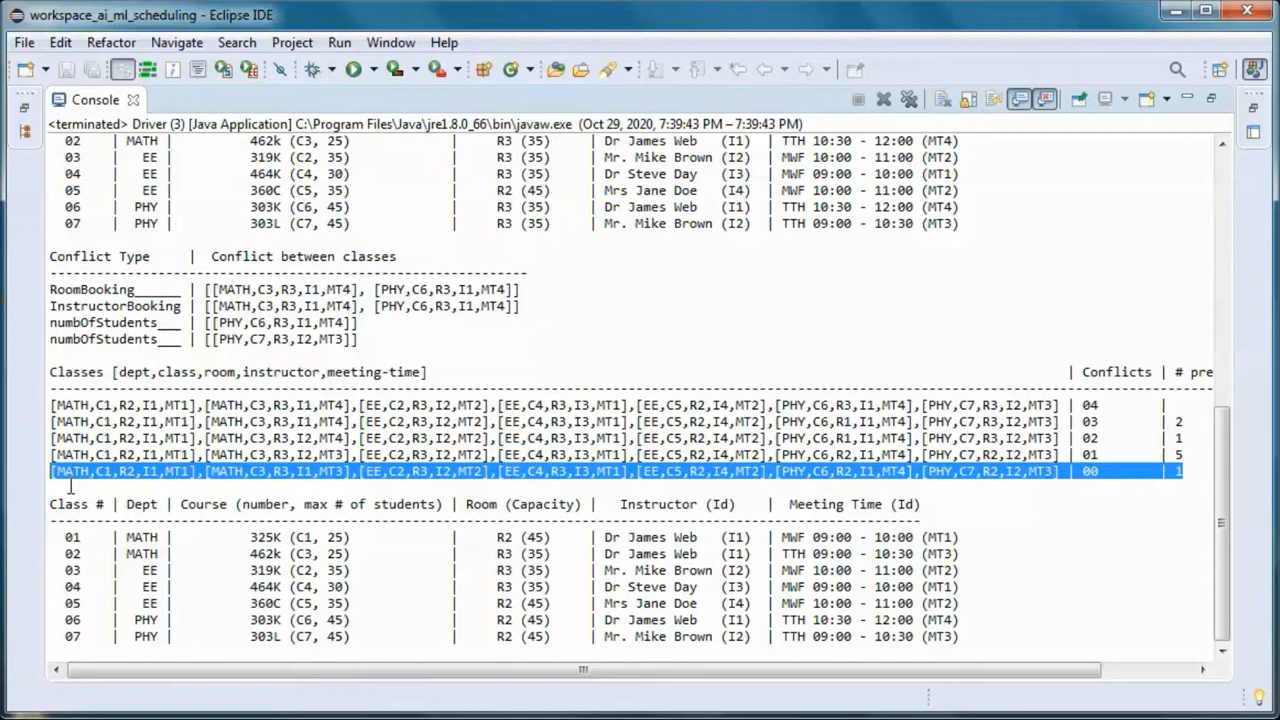 workspace_ai_ml_scheduling - Eclipse IDE
File Edit Refactor Navigate Search Project Run Window Help
Console
<terminated> Driver (3) [Java Application] C:\Program Files\Java\jre1.8.0_66\bin\javaw.exe (Oct 29, 2020, 7:39:43 PM – 7:39:43 PM)
02 | MATH | 462k (C3, 25) | R3 (35) | Dr James Web (I1) | TTH 10:30 - 12:00 (MT4)
03 | EE | 319K (C2, 35) | R3 (35) | Mr. Mike Brown (I2) | MWF 10:00 - 11:00 (MT2)
04 | EE | 464K (C4, 30) | R3 (35) | Dr Steve Day (I3) | MWF 09:00 - 10:00 (MT1)
05 | EE | 360C (C5, 35) | R2 (45) | Mrs Jane Doe (I4) | MWF 10:00 - 11:00 (MT2)
06 | PHY | 303K (C6, 45) | R3 (35) | Dr James Web (I1) | TTH 10:30 - 12:00 (MT4)
07 | PHY | 303L (C7, 45) | R3 (35) | Mr. Mike Brown (I2) | TTH 09:00 - 10:30 (MT3)
Conflict Type | Conflict between classes
-----------------------------------------------------------
RoomBooking______ | [[MATH,C3,R3,I1,MT4], [PHY,C6,R3,I1,MT4]]
InstructorBooking | [[MATH,C3,R3,I1,MT4], [PHY,C6,R3,I1,MT4]]
numbOfStudents___ | [[PHY,C6,R3,I1,MT4]]
numbOfStudents___ | [[PHY,C7,R3,I2,MT3]]
Classes [dept,class,room,instructor,meeting-time] | Conflicts | # pre
-----------------------------------------------------------
[MATH,C1,R2,I1,MT1],[MATH,C3,R3,I1,MT4],[EE,C2,R3,I2,MT2],[EE,C4,R3,I3,MT1],[EE,C5,R2,I4,MT2],[PHY,C6,R3,I1,MT4],[PHY,C7,R3,I2,MT3] | 04 |
[MATH,C1,R2,I1,MT1],[MATH,C3,R3,I1,MT4],[EE,C2,R3,I2,MT2],[EE,C4,R3,I3,MT1],[EE,C5,R2,I4,MT2],[PHY,C6,R1,I1,MT4],[PHY,C7,R3,I2,MT3] | 03 | 2
[MATH,C1,R2,I1,MT1],[MATH,C3,R3,I1,MT3],[EE,C2,R3,I2,MT2],[EE,C4,R3,I3,MT1],[EE,C5,R2,I4,MT2],[PHY,C6,R1,I1,MT4],[PHY,C7,R2,I2,MT3] | 02 | 1
[MATH,C1,R2,I1,MT1],[MATH,C3,R3,I1,MT3],[EE,C2,R3,I2,MT2],[EE,C4,R3,I3,MT1],[EE,C5,R2,I4,MT2],[PHY,C6,R2,I1,MT4],[PHY,C7,R3,I2,MT3] | 01 | 5
[MATH,C1,R2,I1,MT1],[MATH,C3,R3,I1,MT3],[EE,C2,R3,I2,MT2],[EE,C4,R3,I3,MT1],[EE,C5,R2,I4,MT2],[PHY,C6,R2,I1,MT4],[PHY,C7,R2,I2,MT3] | 00 | 1
Class # | Dept | Course (number, max # of students) | Room (Capacity) | Instructor (Id) | Meeting Time (Id)
-----------------------------------------------------------
01 | MATH | 325K (C1, 25) | R2 (45) | Dr James Web (I1) | MWF 09:00 - 10:00 (MT1)
02 | MATH | 462k (C3, 25) | R3 (35) | Dr James Web (I1) | TTH 09:00 - 10:30 (MT3)
03 | EE | 319K (C2, 35) | R3 (35) | Mr. Mike Brown (I2) | MWF 10:00 - 11:00 (MT2)
04 | EE | 464K (C4, 30) | R3 (35) | Dr Steve Day (I3) | MWF 09:00 - 10:00 (MT1)
05 | EE | 360C (C5, 35) | R2 (45) | Mrs Jane Doe (I4) | MWF 10:00 - 11:00 (MT2)
06 | PHY | 303K (C6, 45) | R2 (45) | Dr James Web (I1) | TTH 10:30 - 12:00 (MT4)
07 | PHY | 303L (C7, 45) | R2 (45) | Mr. Mike Brown (I2) | TTH 09:00 - 10:30 (MT3)